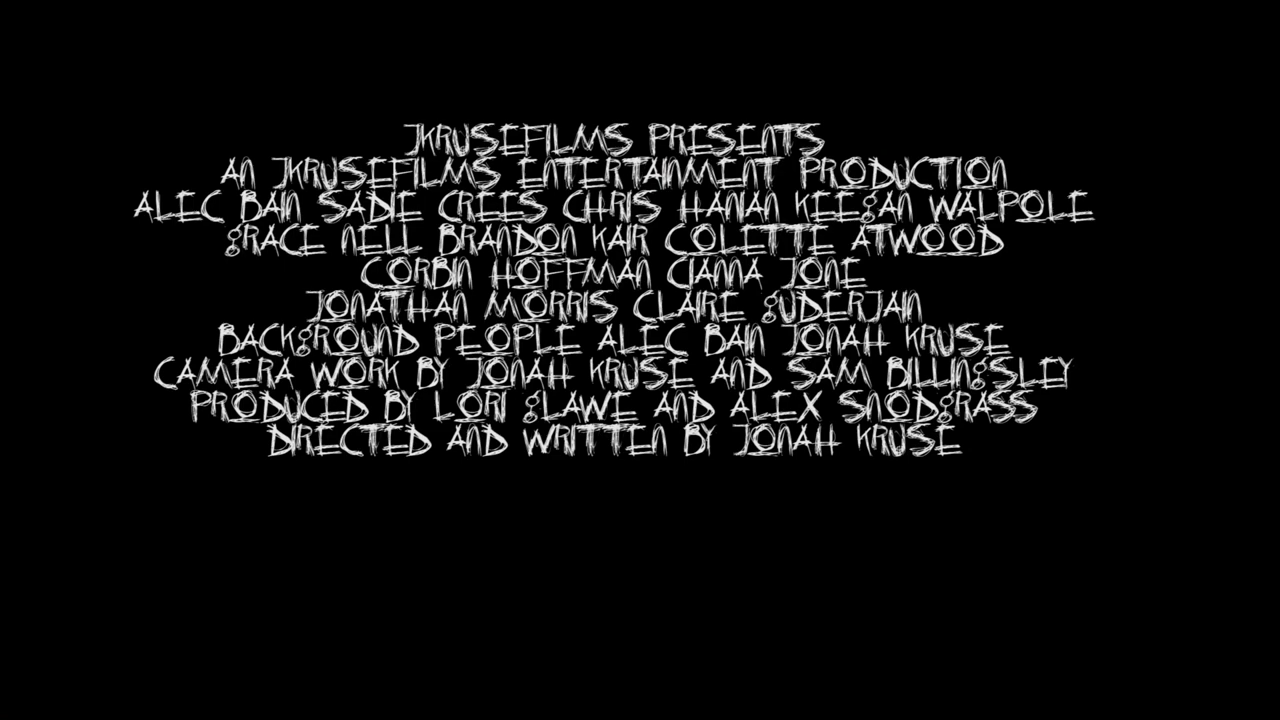 JKRUSEFILMS PRESENTS
AN JKRUSEFILMS ENTERTAINMENT PRODUCTION
ALEC BAIN SADIE CREES CHRIS HANAN KEEGAN WALPOLE
GRACE NELL BRANDON KAIR COLETTE ATWOOD
CORBIN HOFFMAN CIANNA JONE
JONATHAN MORRIS CLAIRE GUDERJAIN
BACKGROUND PEOPLE ALEC BAIN JONAH KRUSE
CAMERA WORK BY JONAH KRUSE AND SAM BILLINGSLEY
PRODUCED BY LORI GLAWE AND ALEX SNODGRASS
DIRECTED AND WRITTEN BY JONAH KRUSE